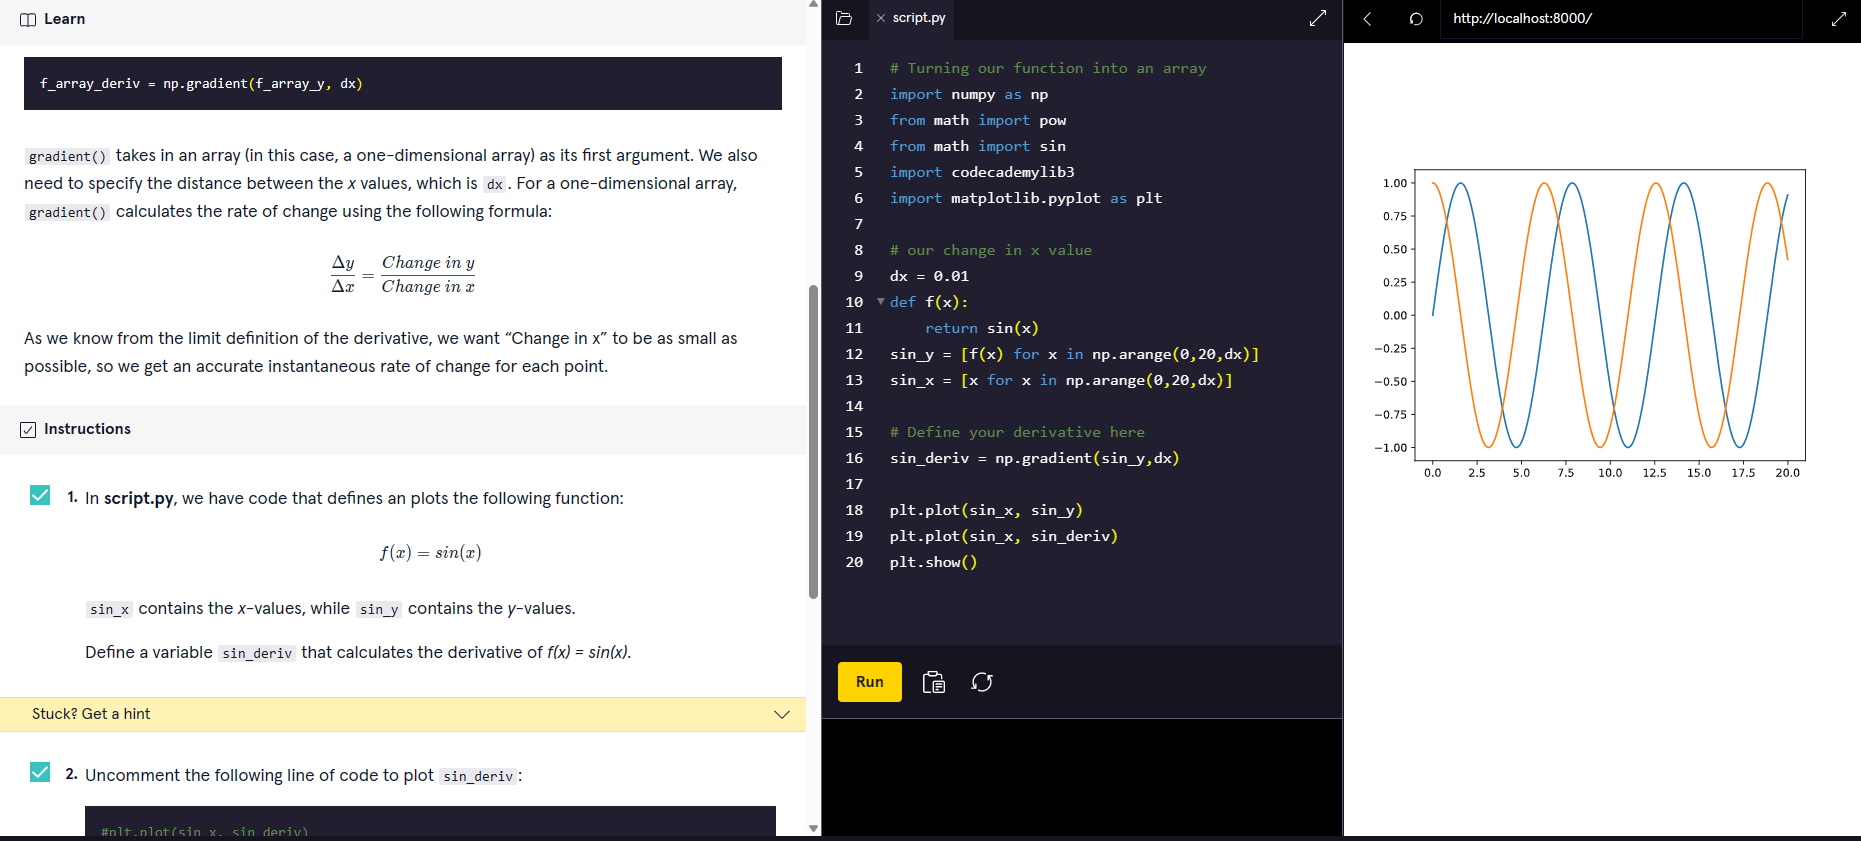 Learn
f_array_deriv = np.gradient(f_array_y, dx)
gradient() takes in an array (in this case, a one-dimensional array) as its first argument. We also
need to specify the distance between the x values, which is dx. For a one-dimensional array,
gradient() calculates the rate of change using the following formula:
Δy/Δx = Change in y/Change in x
As we know from the limit definition of the derivative, we want “Change in x” to be as small as
possible, so we get an accurate instantaneous rate of change for each point.
Instructions
1. In script.py, we have code that defines an plots the following function:
f(x) = sin(x)
sin_x contains the x-values, while sin_y contains the y-values.
Define a variable sin_deriv that calculates the derivative of f(x) = sin(x).
Stuck? Get a hint
2. Uncomment the following line of code to plot sin_deriv:
#plt.plot(sin_x, sin_deriv)
script.py
1 # Turning our function into an array
2 import numpy as np
3 from math import pow
4 from math import sin
5 import codecademylib3
6 import matplotlib.pyplot as plt
7
8 # our change in x value
9 dx = 0.01
10 def f(x):
11 return sin(x)
12 sin_y = [f(x) for x in np.arange(0,20,dx)]
13 sin_x = [x for x in np.arange(0,20,dx)]
14
15 # Define your derivative here
16 sin_deriv = np.gradient(sin_y,dx)
17
18 plt.plot(sin_x, sin_y)
19 plt.plot(sin_x, sin_deriv)
20 plt.show()
Run
http://localhost:8000/
1.00
0.75
0.50
0.25
0.00
−0.25
−0.50
−0.75
−1.00
0.0 2.5 5.0 7.5 10.0 12.5 15.0 17.5 20.0